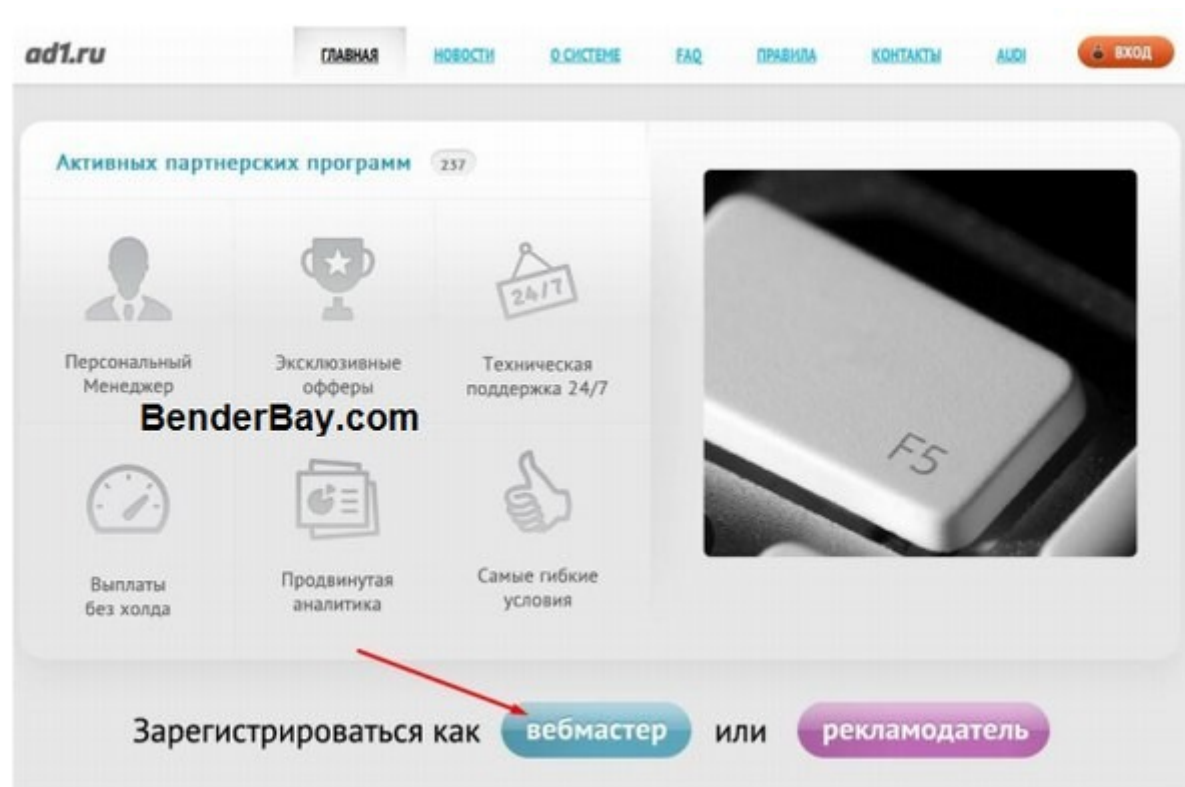 ad1.ru
ГЛАВНАЯ
НОВОСТИ
О СИСТЕМЕ
FAQ
ПРАВИЛА
КОНТАКТЫ
AUDI
ВХОД
Активных партнерских программ 237
24/7
Персональный
Менеджер
Эксклюзивные
офферы
Техническая
поддержка 24/7
BenderBay.com
F5
Выплаты
без холда
Продвинутая
аналитика
Самые гибкие
условия
Зарегистрироваться как вебмастер или рекламодатель